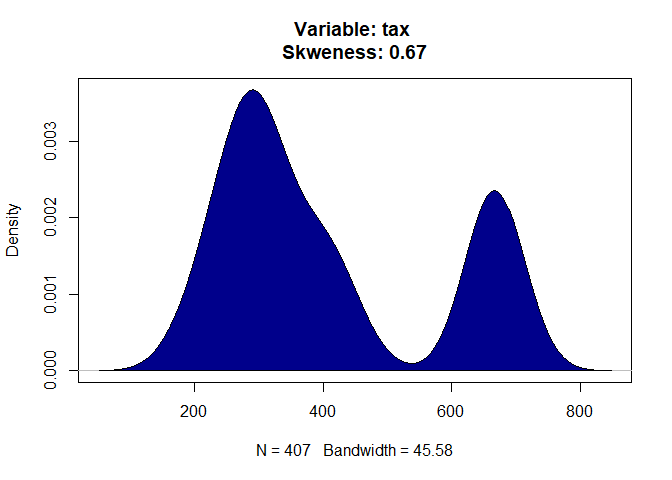 Variable: tax
Skweness: 0.67
Density
0.003
0.002
0.001
0.000
200 400 600 800
N = 407 Bandwidth = 45.58